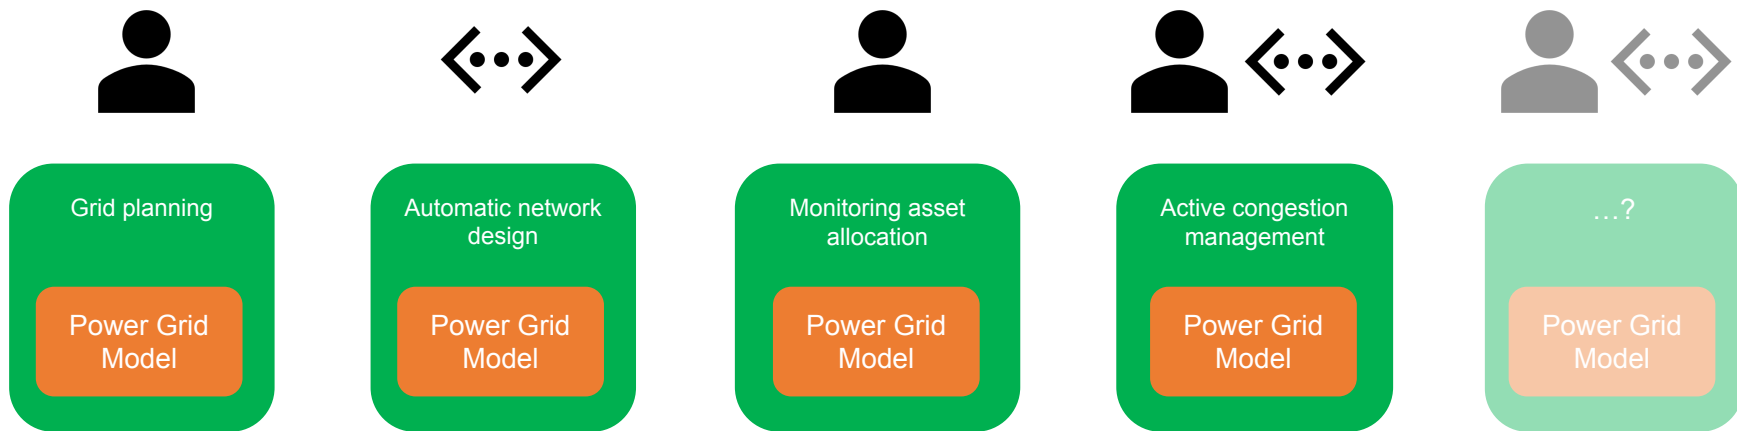 Grid planning
Power Grid
Model
Automatic network
design
Power Grid
Model
Monitoring asset
allocation
Power Grid
Model
Active congestion
management
Power Grid
Model
…?
Power Grid
Model